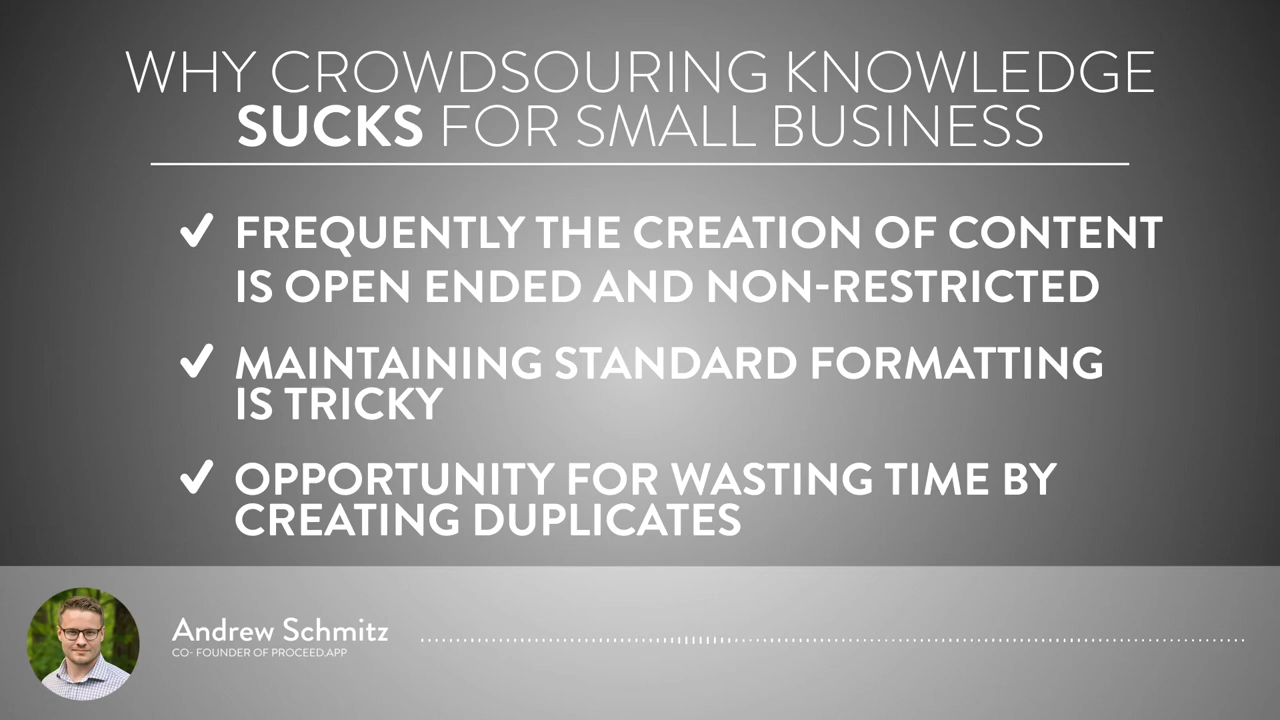 WHY CROWDSOURING KNOWLEDGE
SUCKS FOR SMALL BUSINESS
FREQUENTLY THE CREATION OF CONTENT
IS OPEN ENDED AND NON-RESTRICTED
MAINTAINING STANDARD FORMATTING
IS TRICKY
OPPORTUNITY FOR WASTING TIME BY
CREATING DUPLICATES
Andrew Schmitz
CO- FOUNDER OF PROCEED.APP